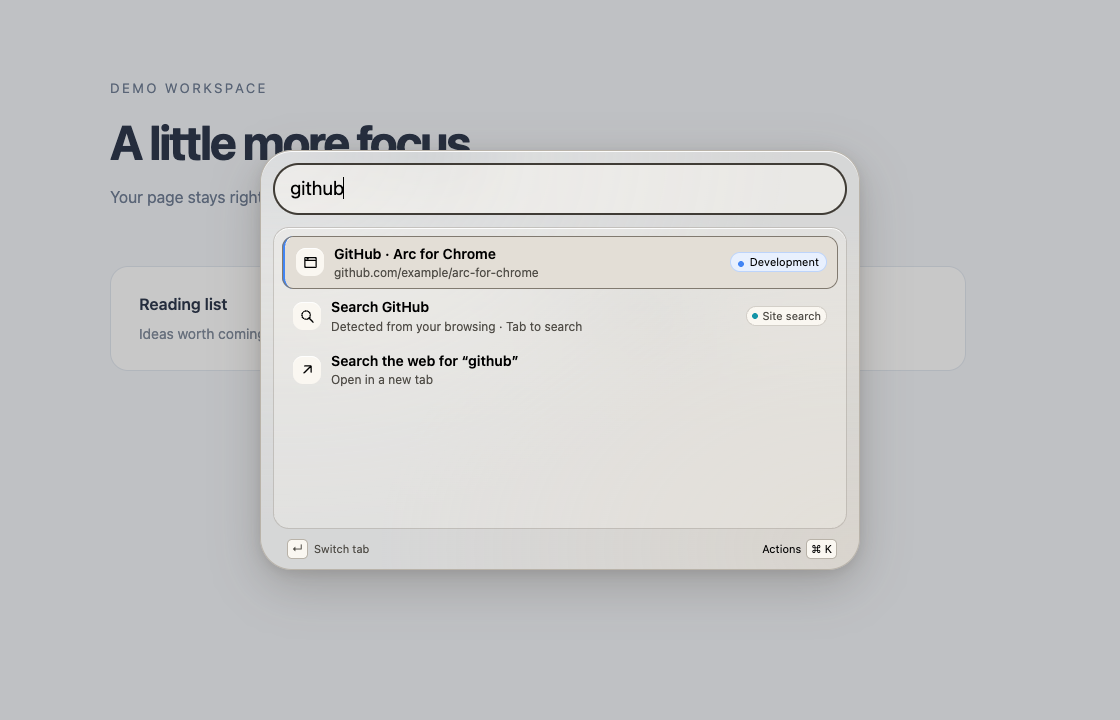 DEMO WORKSPACE
A little more focus
Your page stays right
github
GitHub · Arc for Chrome
github.com/example/arc-for-chrome
Development
Reading list
Ideas worth coming
Search GitHub
Detected from your browsing · Tab to search
Site search
Search the web for “github”
Open in a new tab
Switch tab
Actions
⌘ K